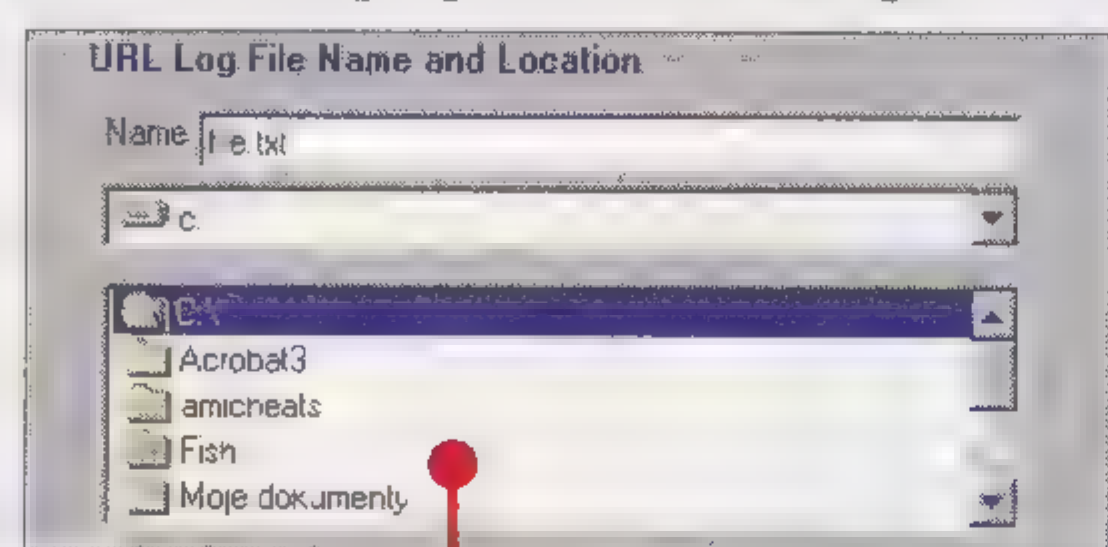 URL Log File Name and Location
Name
c:
C:\
Acrobat3
amicheats
Fish
Moje dokumenty